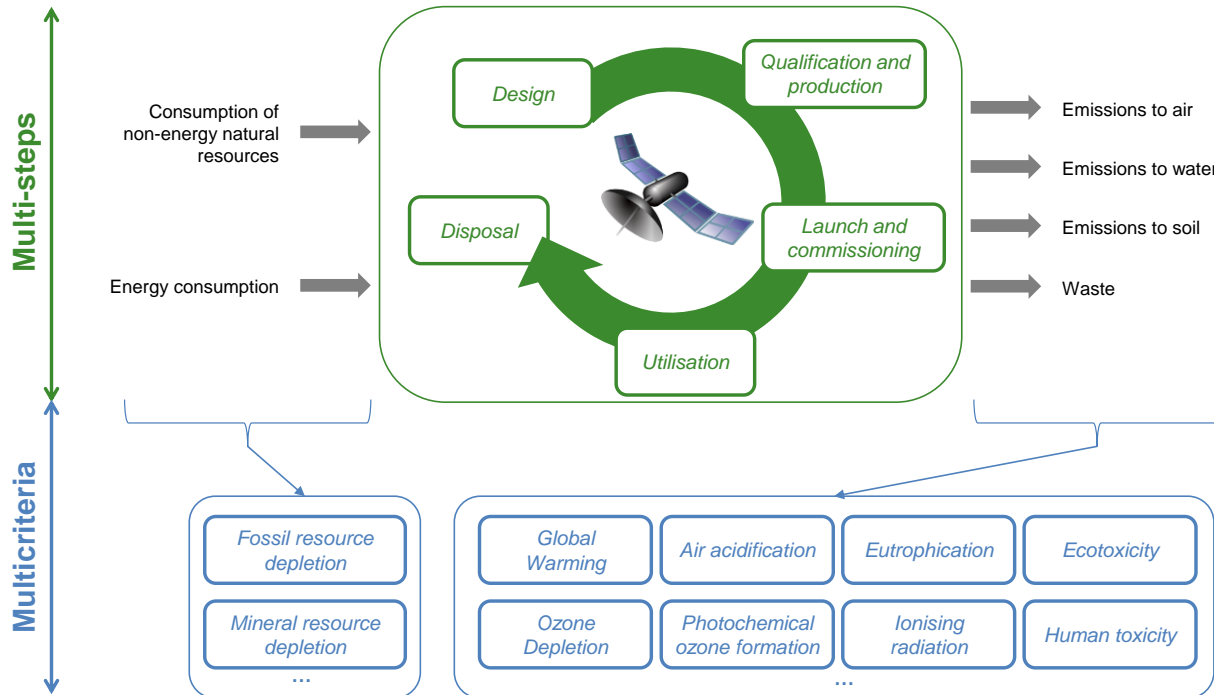 Multi-steps
Consumption of
non-energy natural
resources
Energy consumption
Design
Qualification and
production
Launch and
commissioning
Utilisation
Disposal
Emissions to air
Emissions to water
Emissions to soil
Waste
Multicriteria
Fossil resource
depletion
Mineral resource
depletion
...
Global
Warming
Air acidification
Eutrophication
Ecotoxicity
Ozone
Depletion
Photochemical
ozone formation
Ionising
radiation
Human toxicity
...